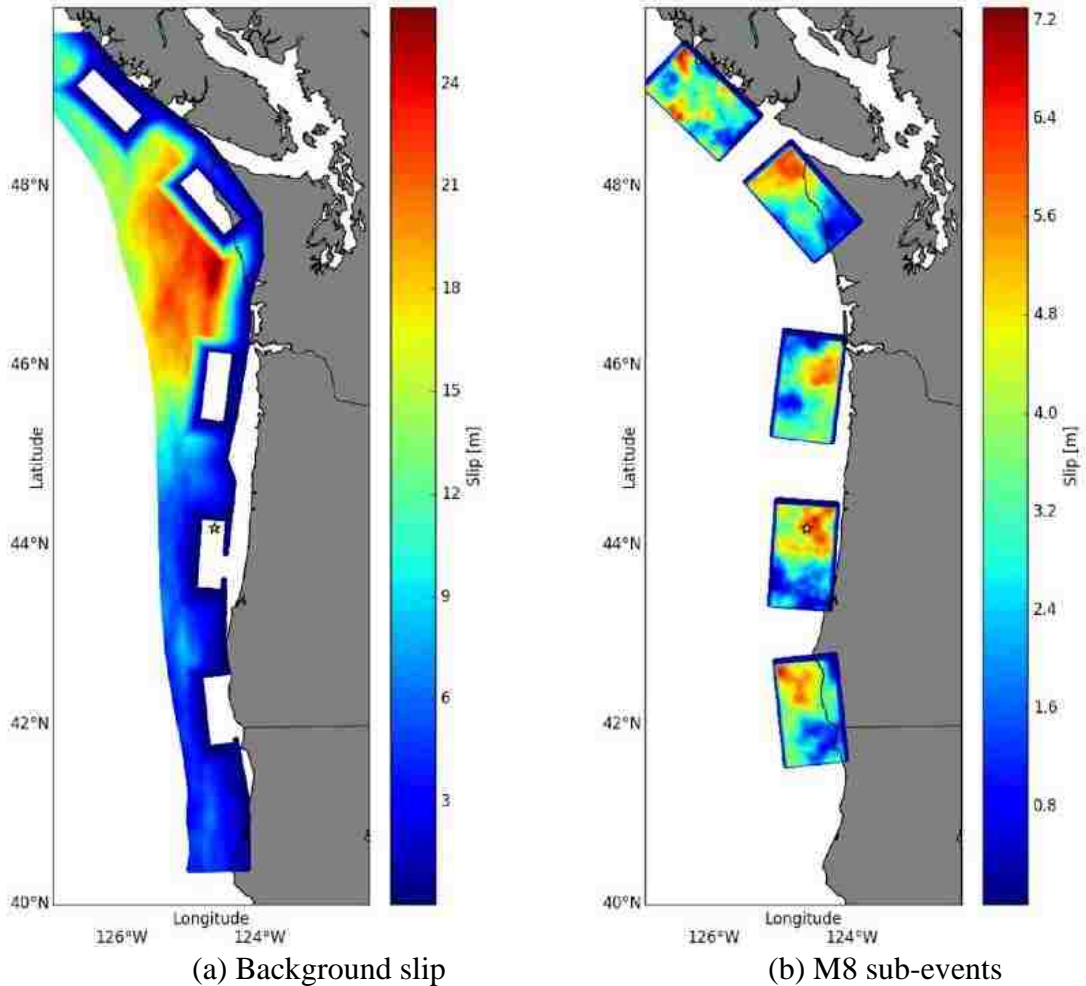 48°N
46°N
44°N
42°N
40°N
Latitude
Longitude
126°W
124°W
24
21
18
15
12
9
6
3
Slip [m]
(a) Background slip
48°N
46°N
44°N
42°N
40°N
Latitude
Longitude
126°W
124°W
7.2
6.4
5.6
4.8
4.0
3.2
2.4
1.6
0.8
Slip [m]
(b) M8 sub-events